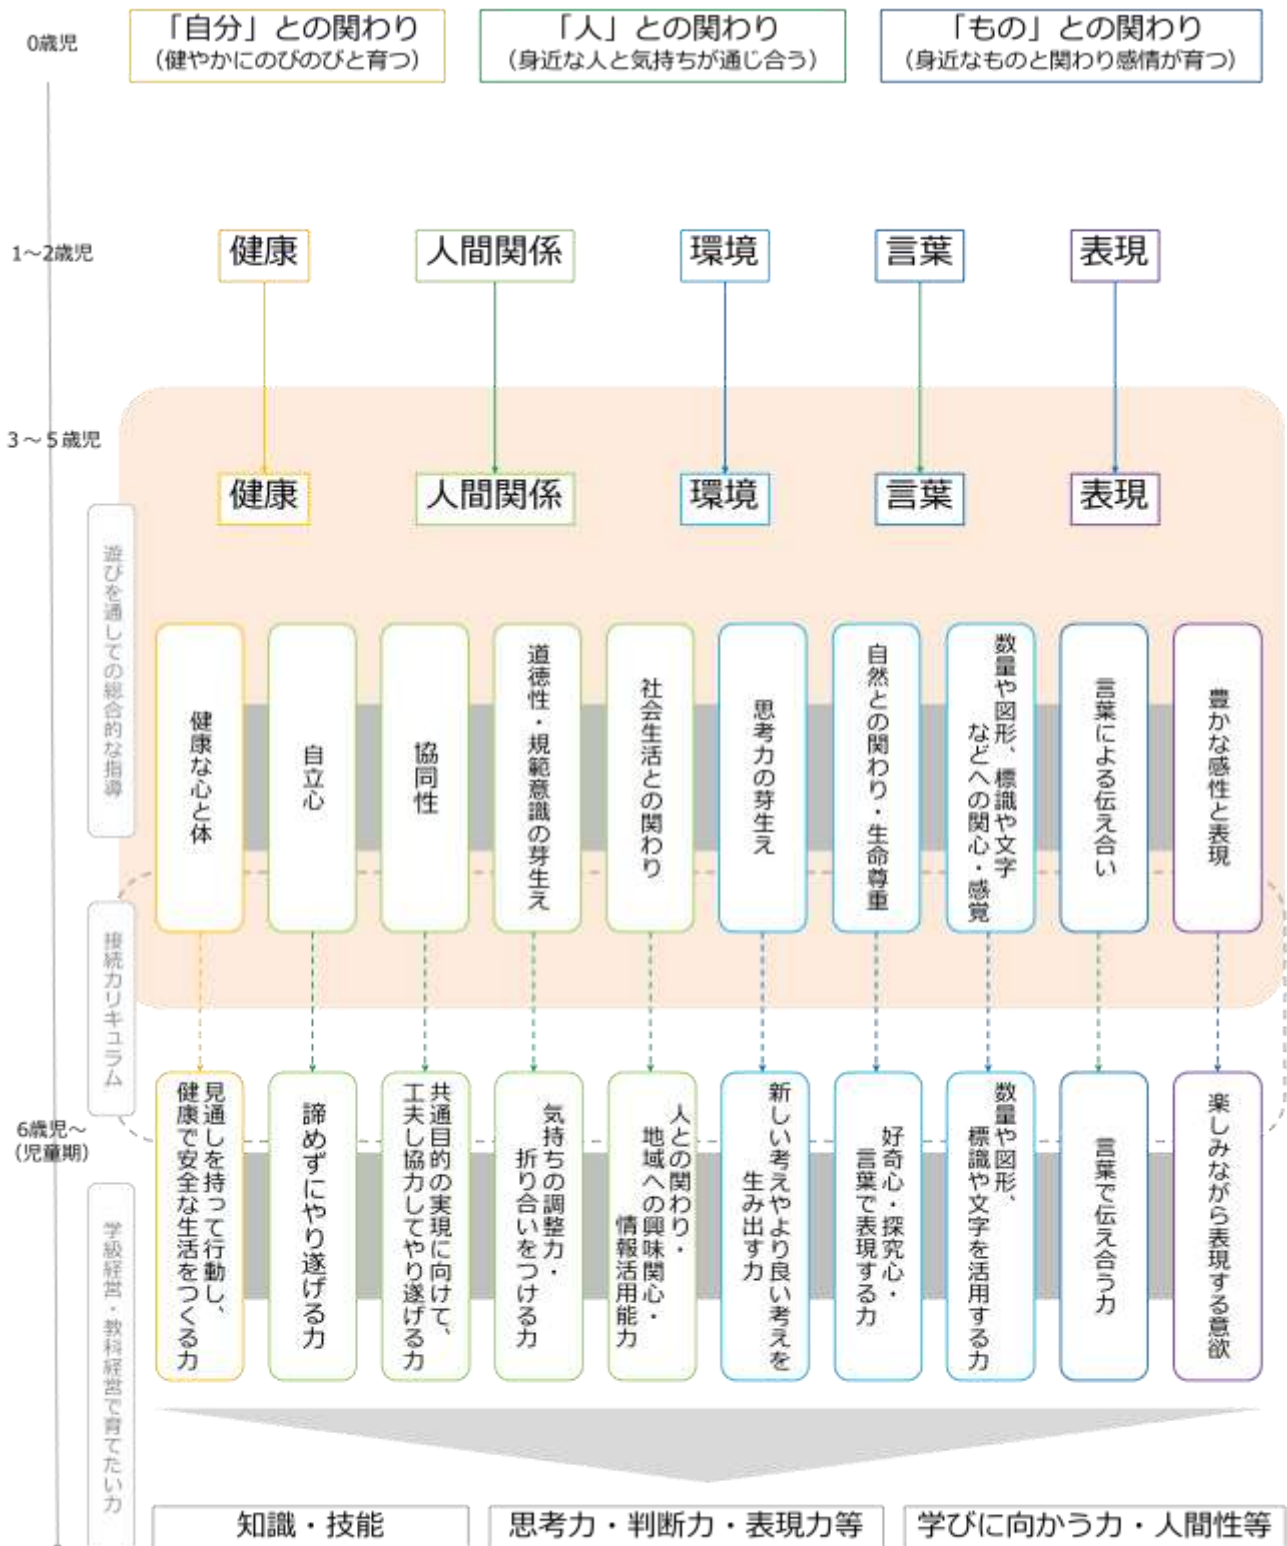 0歳児
「自分」との関わり
(健やかにのびのびと育つ)
「人」との関わり
(身近な人と気持ちが通じ合う)
「もの」との関わり
(身近なものと関わり感情が育つ)
1～2歳児
健康
人間関係
環境
言葉
表現
3～5歳児
健康
人間関係
環境
言葉
表現
遊びを通しての総合的な指導
健康な心と体
自立心
協同性
道徳性・規範意識の芽生え
社会生活との関わり
思考力の芽生え
自然との関わり・生命尊重
数量や図形、標識や文字
などへの関心・感覚
言葉による伝え合い
豊かな感性と表現
接続カリキュラム
6歳児～
(児童期)
見通しを持って行動し、
健康で安全な生活をつくる力
諦めずにやり遂げる力
共通目的の実現に向けて、
工夫し協力してやり遂げる力
気持ちの調整力・
折り合いをつける力
人との関わり・
地域への興味関心・
情報活用能力
新しい考えやより良い考えを
生み出す力
好奇心・探究心・
言葉で表現する力
数量や図形、
標識や文字を活用する力
言葉で伝え合う力
楽しみながら表現する意欲
学級経営・教科経営で育てたい力
知識・技能
思考力・判断力・表現力等
学びに向かう力・人間性等